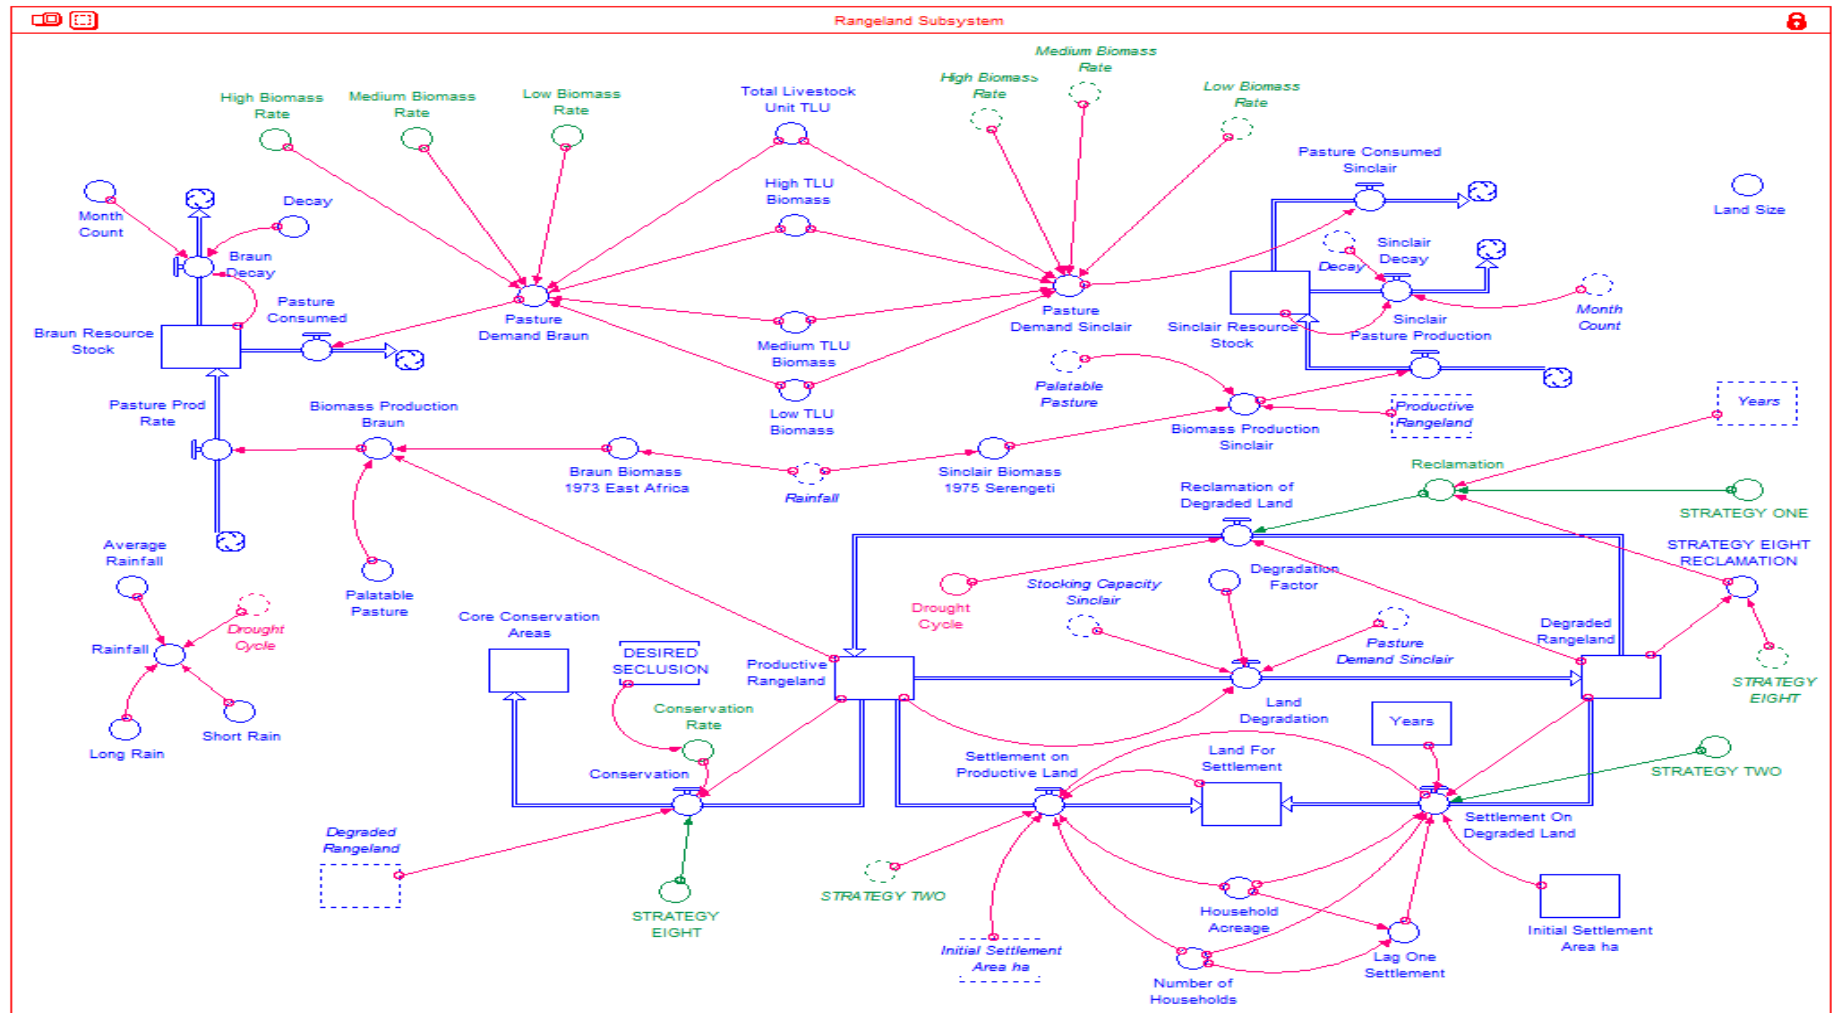 Rangeland Subsystem
High Biomass
Rate
Medium Biomass
Rate
Low Biomass
Rate
Total Livestock
Unit TLU
High Biomass
Rate
Medium Biomass
Rate
Low Biomass
Rate
Pasture Consumed
Sinclair
Month
Count
Decay
High TLU
Biomass
Land Size
Braun
Decay
Decay
Sinclair
Decay
Pasture
Consumed
Braun Resource
Stock
Pasture
Demand Braun
Medium TLU
Biomass
Pasture
Demand Sinclair
Sinclair Resource
Stock
Sinclair
Pasture Production
Month
Count
Pasture Prod
Rate
Biomass Production
Braun
Low TLU
Biomass
Palatable
Pasture
Biomass Production
Sinclair
Productive
Rangeland
Years
Braun Biomass
1973 East Africa
Rainfall
Sinclair Biomass
1975 Serengeti
Reclamation
Reclamation of
Degraded Land
STRATEGY ONE
STRATEGY EIGHT
RECLAMATION
Average
Rainfall
Palatable
Pasture
Drought
Cycle
Stocking Capacity
Sinclair
Degradation
Factor
Drought
Cycle
Rainfall
Core Conservation
Areas
DESIRED
SECLUSION
Productive
Rangeland
Pasture
Demand Sinclair
Degraded
Rangeland
STRATEGY
EIGHT
Long Rain
Short Rain
Conservation
Rate
Land
Degradation
Years
Conservation
Settlement on
Productive Land
Land For
Settlement
STRATEGY TWO
Settlement On
Degraded Land
Degraded
Rangeland
STRATEGY
EIGHT
STRATEGY TWO
Household
Acreage
Initial Settlement
Area ha
Initial Settlement
Area ha
Lag One
Settlement
Number of
Households